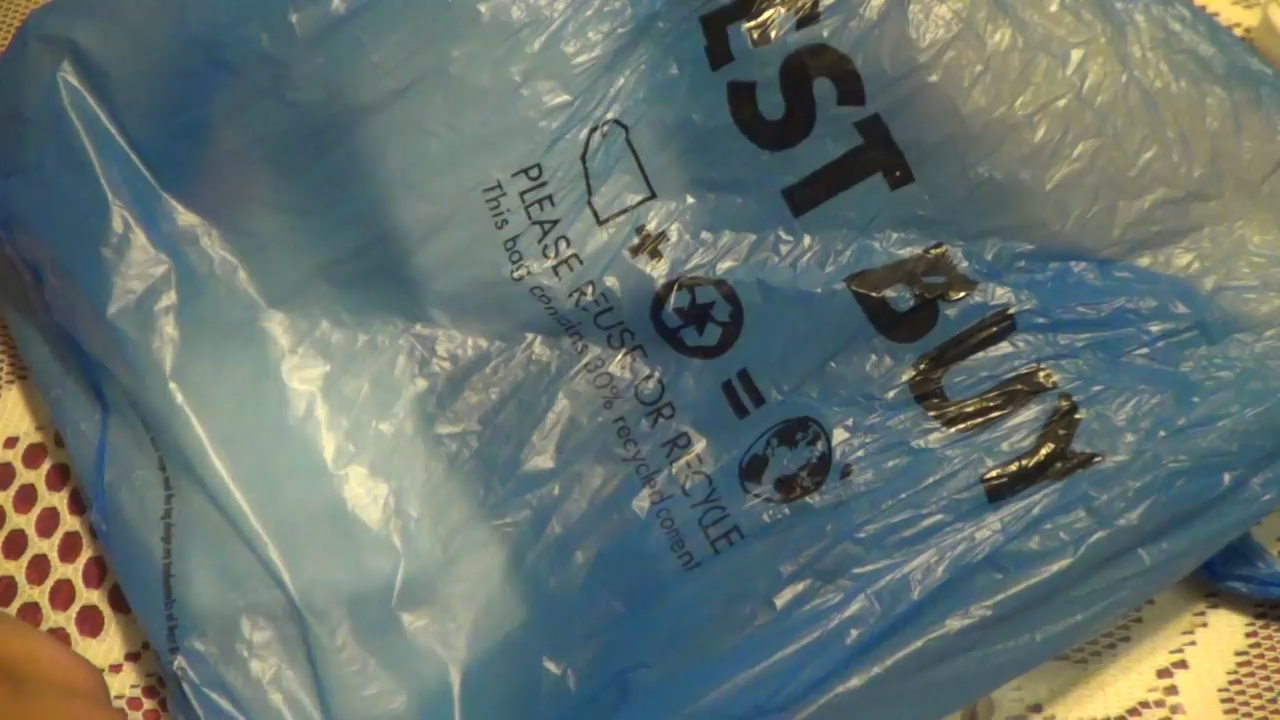 EST BUY
+ =
PLEASE REUSE OR RECYCLE
This bag contains 30% recycled content